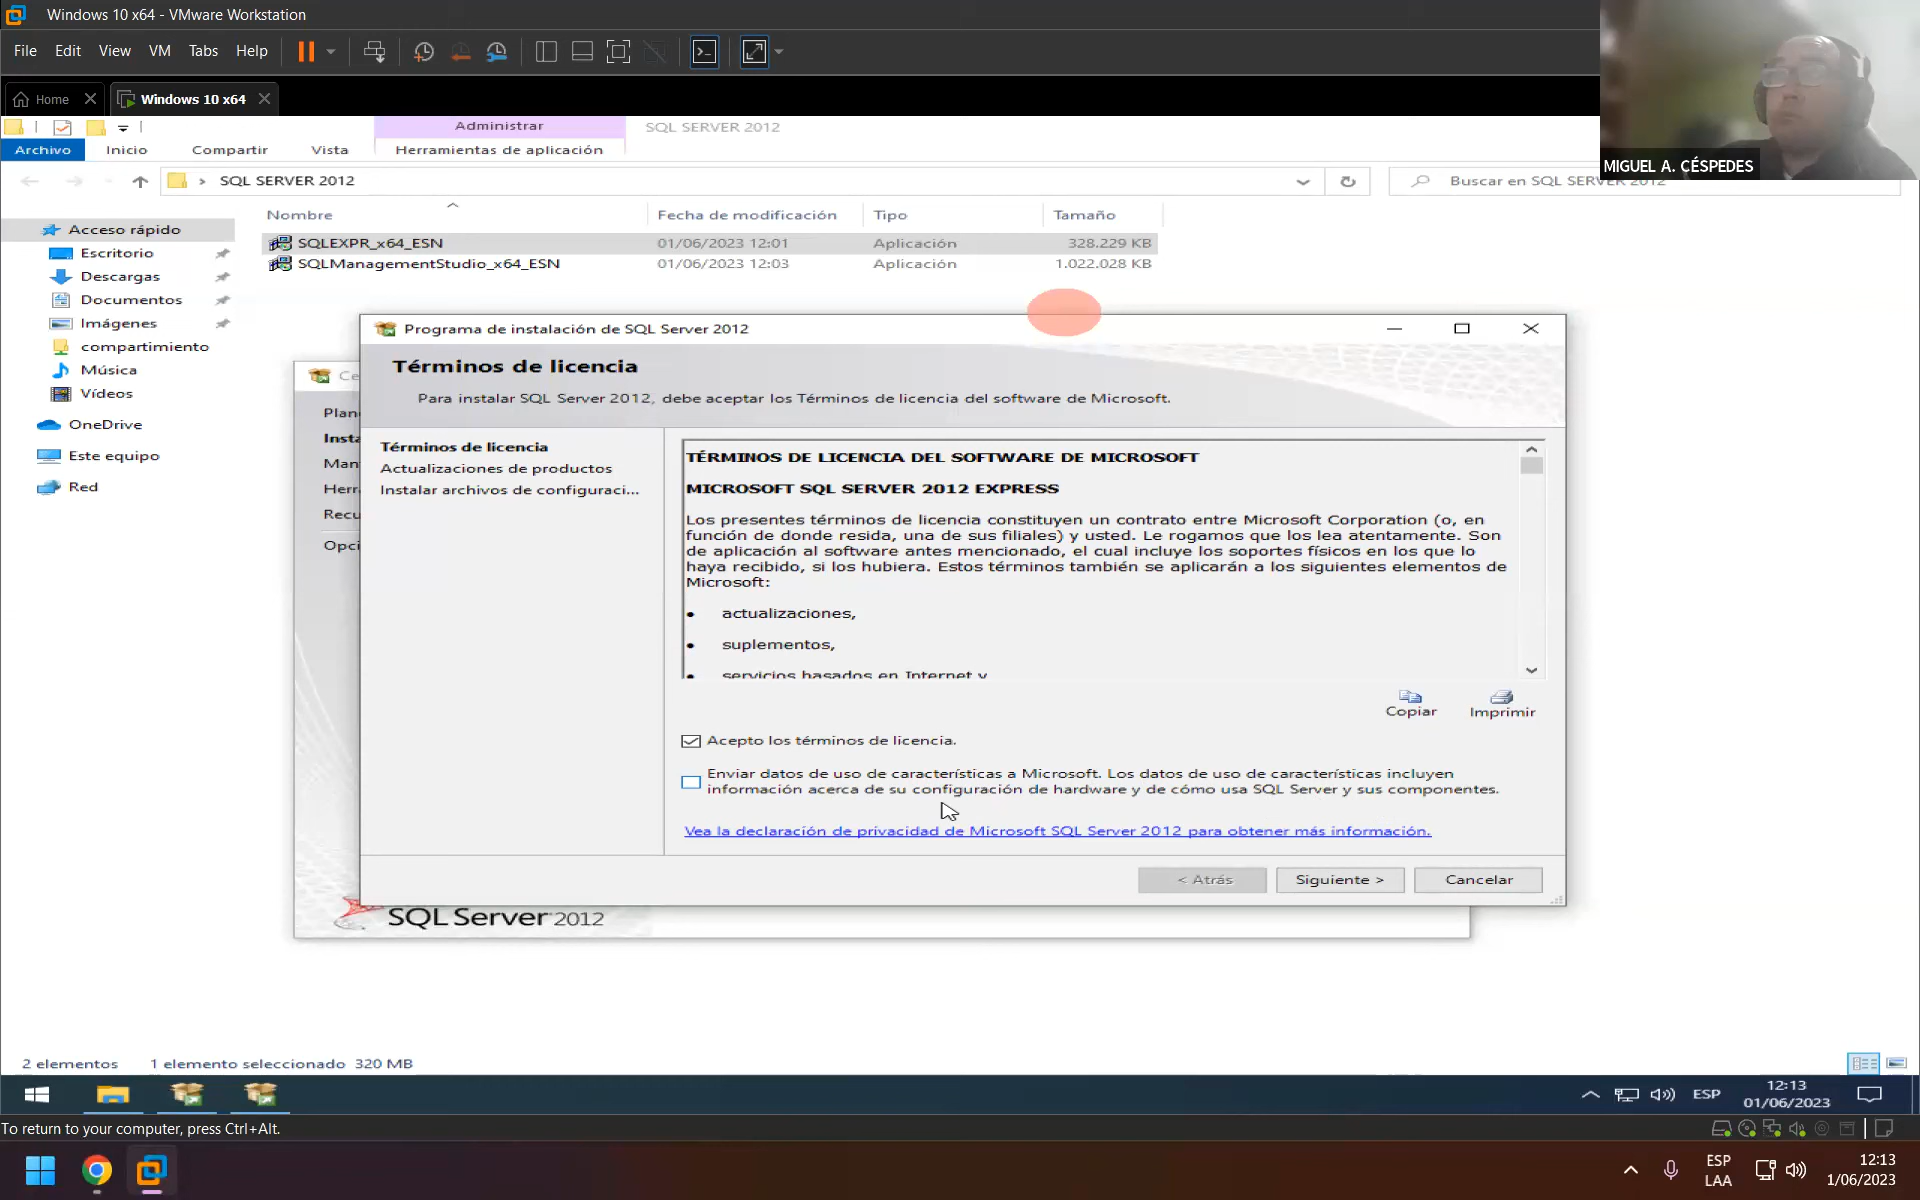 Windows 10 x64 - VMware Workstation
File Edit View VM Tabs Help
Home Windows 10 x64
Administrar SQL SERVER 2012
Archivo Inicio Compartir Vista Herramientas de aplicación
MIGUEL A. CÉSPEDES
SQL SERVER 2012 Buscar en SQL SERVER 2012
Nombre Fecha de modificación Tipo Tamaño
Acceso rápido
Escritorio
Descargas
Documentos
Imágenes
compartimiento
Música
Vídeos
OneDrive
Este equipo
Red
SQLEXPR_x64_ESN 01/06/2023 12:01 Aplicación 328.229 KB
SQLManagementStudio_x64_ESN 01/06/2023 12:03 Aplicación 1.022.028 KB
Ce
Plan
Insta
Man
Herr
Recu
Opci
Programa de instalación de SQL Server 2012
Términos de licencia
Para instalar SQL Server 2012, debe aceptar los Términos de licencia del software de Microsoft.
Términos de licencia
Actualizaciones de productos
Instalar archivos de configuraci...
TÉRMINOS DE LICENCIA DEL SOFTWARE DE MICROSOFT
MICROSOFT SQL SERVER 2012 EXPRESS
Los presentes términos de licencia constituyen un contrato entre Microsoft Corporation (o, en
función de donde resida, una de sus filiales) y usted. Le rogamos que los lea atentamente. Son
de aplicación al software antes mencionado, el cual incluye los soportes físicos en los que lo
haya recibido, si los hubiera. Estos términos también se aplicarán a los siguientes elementos de
Microsoft:
• actualizaciones,
• suplementos,
• servicios basados en Internet y
Copiar Imprimir
Acepto los términos de licencia.
Enviar datos de uso de características a Microsoft. Los datos de uso de características incluyen
información acerca de su configuración de hardware y de cómo usa SQL Server y sus componentes.
Vea la declaración de privacidad de Microsoft SQL Server 2012 para obtener más información.
< Atrás Siguiente > Cancelar
SQL Server 2012
2 elementos 1 elemento seleccionado 320 MB
ESP 12:13
01/06/2023
To return to your computer, press Ctrl+Alt.
ESP
LAA
12:13
1/06/2023